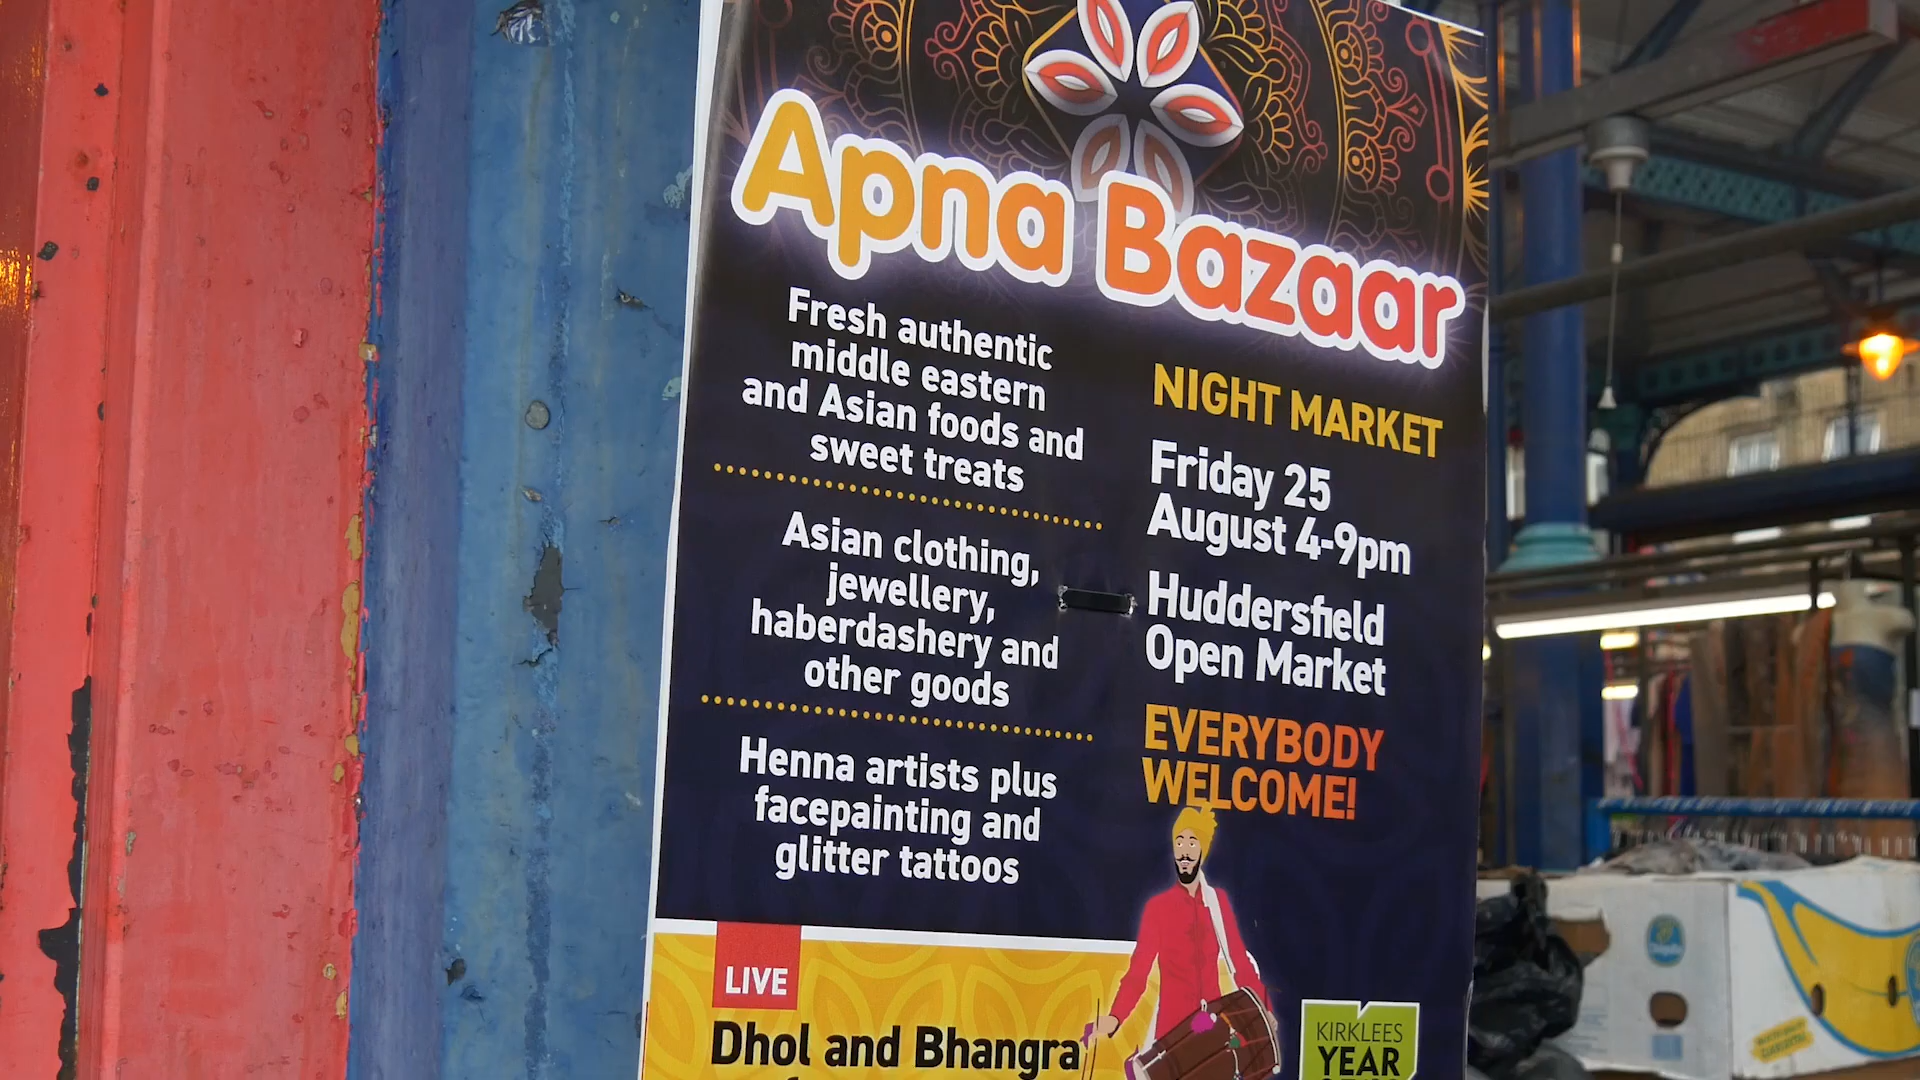 Apna Bazaar
Fresh authentic
middle eastern
and Asian foods and
sweet treats
Asian clothing,
jewellery,
haberdashery and
other goods
Henna artists plus
facepainting and
glitter tattoos
NIGHT MARKET
Friday 25
August 4-9pm
Huddersfield
Open Market
EVERYBODY
WELCOME!
LIVE
Dhol and Bhangra
KIRKLEES
YEAR